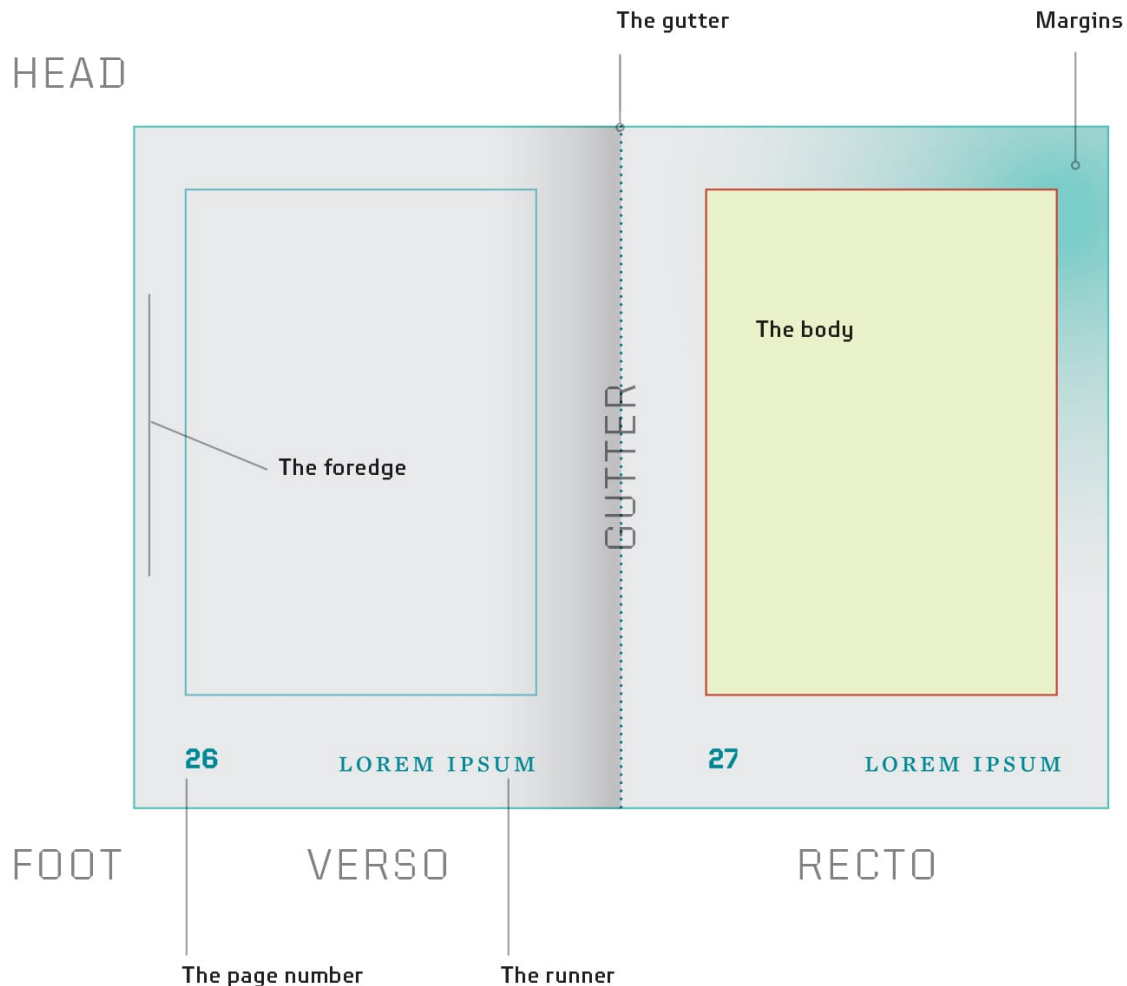 The gutter
Margins
HEAD
The body
GUTTER
The foredge
26
LOREM IPSUM
27
LOREM IPSUM
FOOT
VERSO
RECTO
The page number
The runner